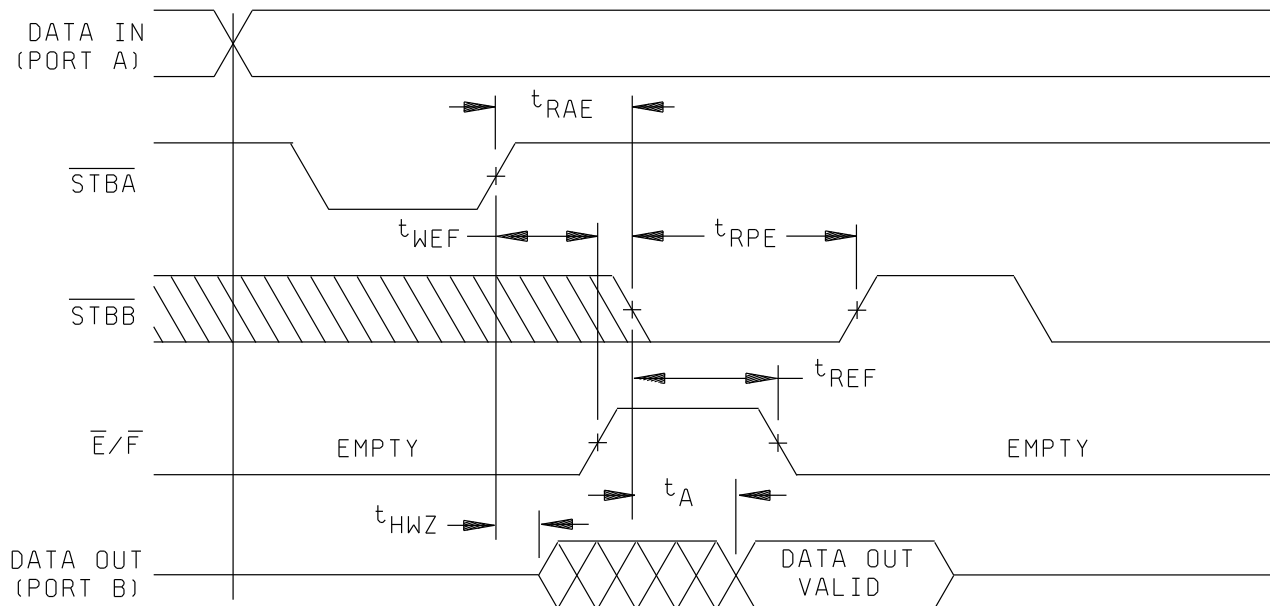 DATA IN
(PORT A)
tRAE
STBA
tWEF
tRPE
STBB
tREF
E/F
EMPTY
EMPTY
tA
tHWZ
DATA OUT
(PORT B)
DATA OUT
VALID